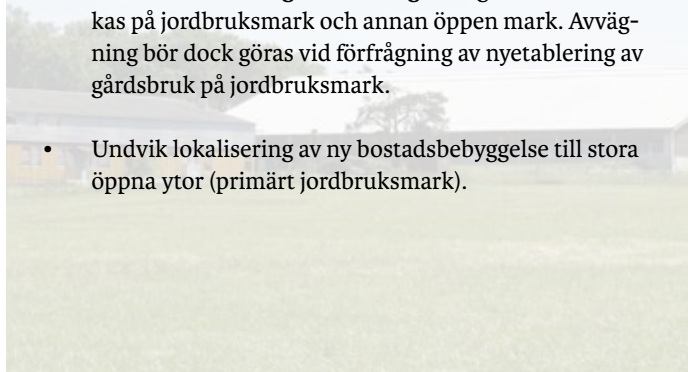 kas på jordbruksmark och annan öppen mark. Avväg-
ning bör dock göras vid förfrågning av nyetablering av
gårdsbruk på jordbruksmark.
• Undvik lokalisering av ny bostadsbebyggelse till stora
öppna ytor (primärt jordbruksmark).